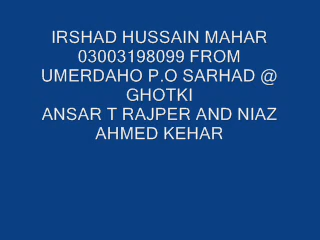 IRSHAD HUSSAIN MAHAR
03003198099 FROM
UMERDAHO P.O SARHAD @
GHOTKI
ANSAR T RAJPER AND NIAZ
AHMED KEHAR